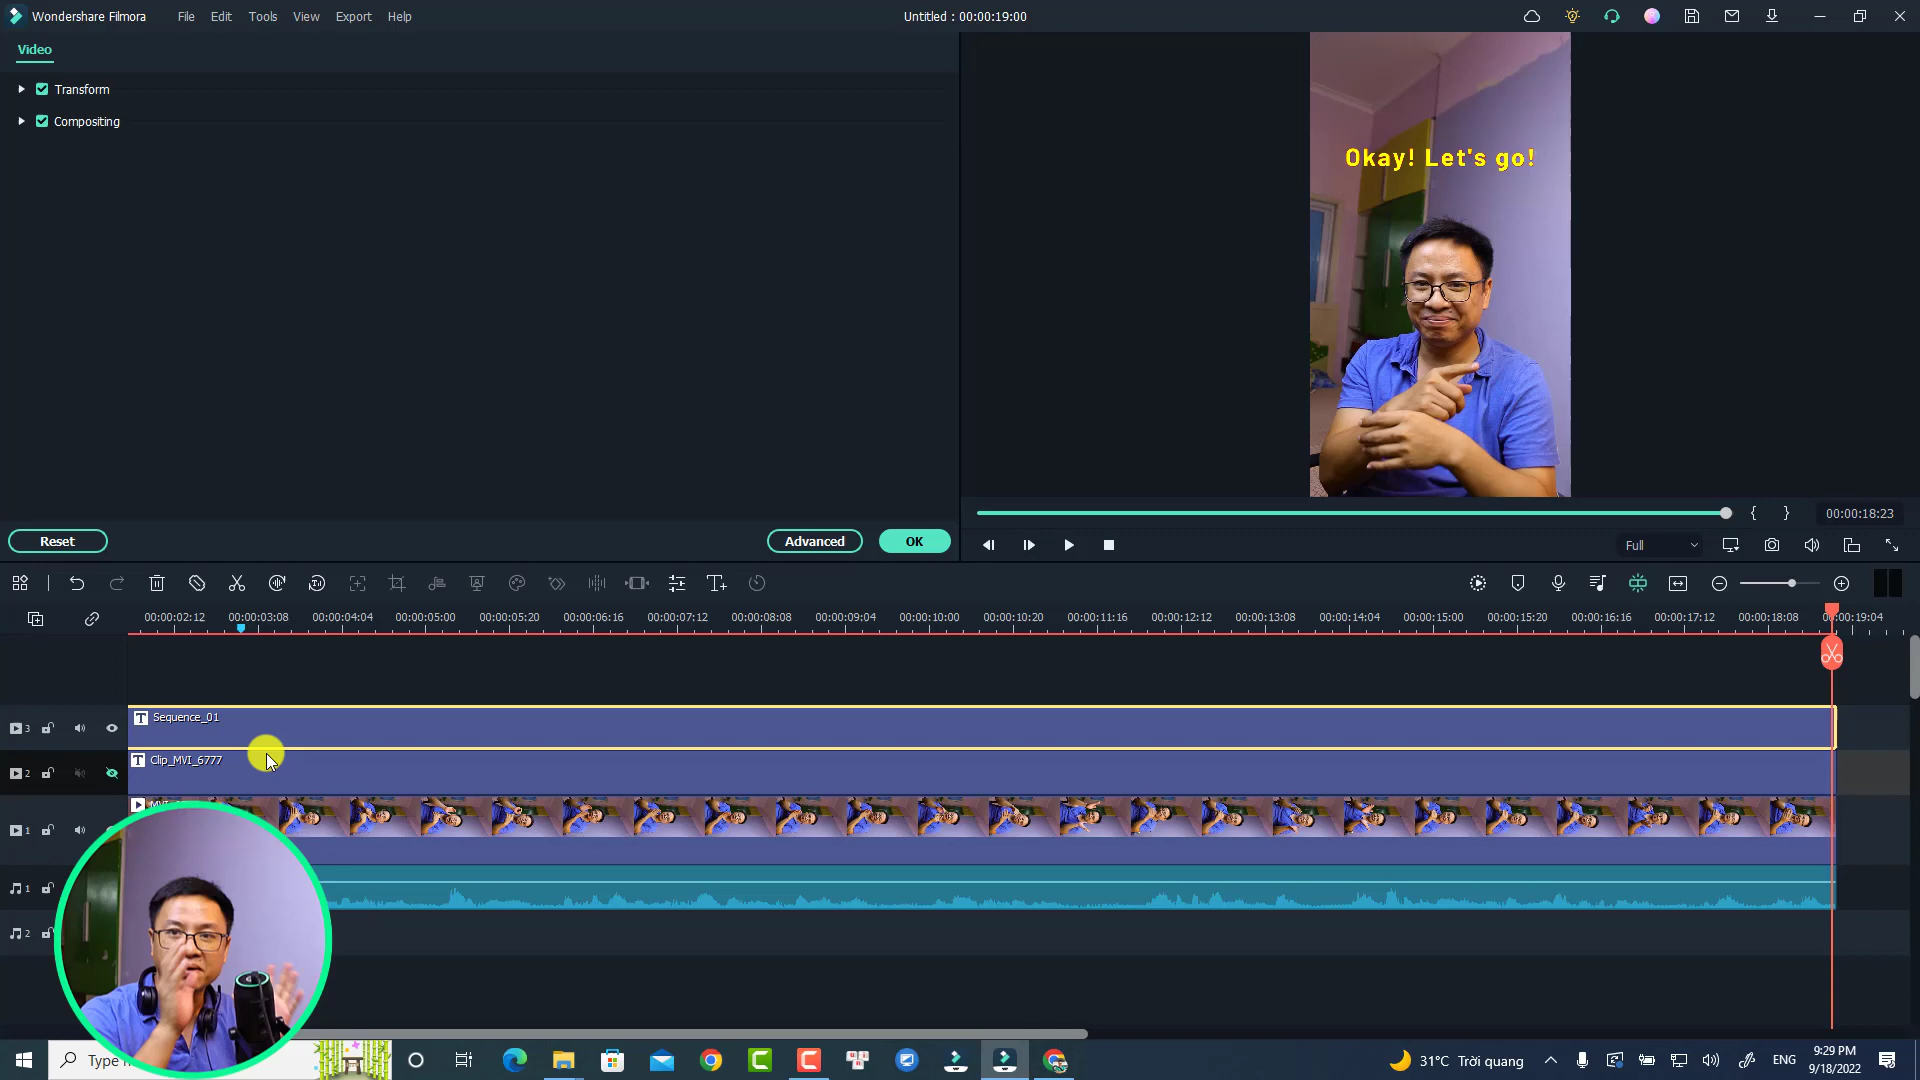 Wondershare Filmora File Edit Tools View Export Help Untitled : 00:00:19:00
Video
Transform
Compositing
Okay! Let's go!
00:00:18:23
Reset Advanced OK
Full
00:00:02:12 00:00:03:08 00:00:04:04 00:00:05:00 00:00:05:20 00:00:06:16 00:00:07:12 00:00:08:08 00:00:09:04 00:00:10:00 00:00:10:20 00:00:11:16 00:00:12:12 00:00:13:08 00:00:14:04 00:00:15:00 00:00:15:20 00:00:16:16 00:00:17:12 00:00:18:08 00:00:19:04
3 Sequence_01
2 Clip_MVI_6777
1
1
2
Type
31°C Trời quang
ENG
9:29 PM
9/18/2022